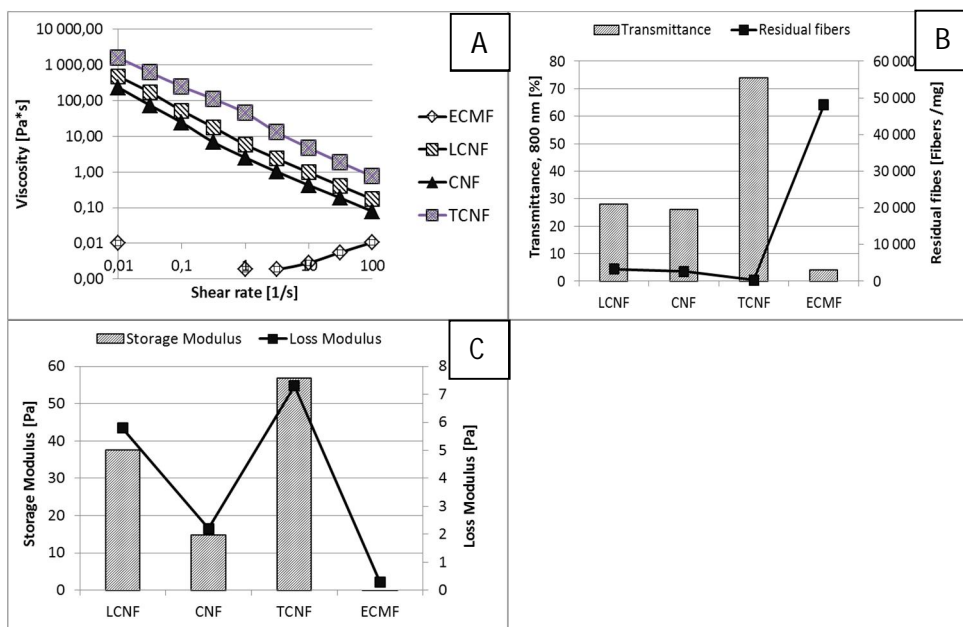 A
10 000,00
1 000,00
100,00
10,00
1,00
0,10
0,01
0,00
Viscosity [Pa*s]
0,01 0,1 1 10 100
Shear rate [1/s]
ECMF
LCNF
CNF
TCNF
B
Transmittance Residual fibers
80
70
60
50
40
30
20
10
0
Transmittance, 800 nm [%]
60 000
50 000
40 000
30 000
20 000
10 000
0
Residual fibes [Fibers /mg]
LCNF CNF TCNF ECMF
C
Storage Modulus Loss Modulus
60
50
40
30
20
10
0
Storage Modulus [Pa]
8
7
6
5
4
3
2
1
0
Loss Modulus [Pa]
LCNF CNF TCNF ECMF